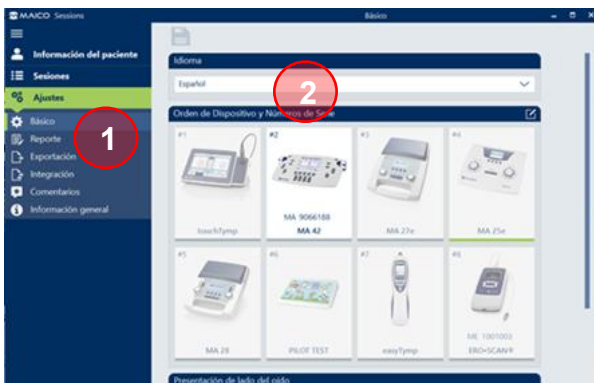 MAICO Sessions
Básico
Información del paciente
Sesiones
Ajustes
Básico
Reporte
Exportación
Integración
Comentarios
Información general
1
Idioma
Español
2
Orden de Dispositivo y Números de Serie
#1
#2
#3
#4
touchTymp
MA 9066188
MA 42
MA 27e
MA 25e
#5
#6
#7
#8
MA 28
PILOT TEST
easyTymp
ME 1001003
ERO•SCAN®
Presentación de lado del oído